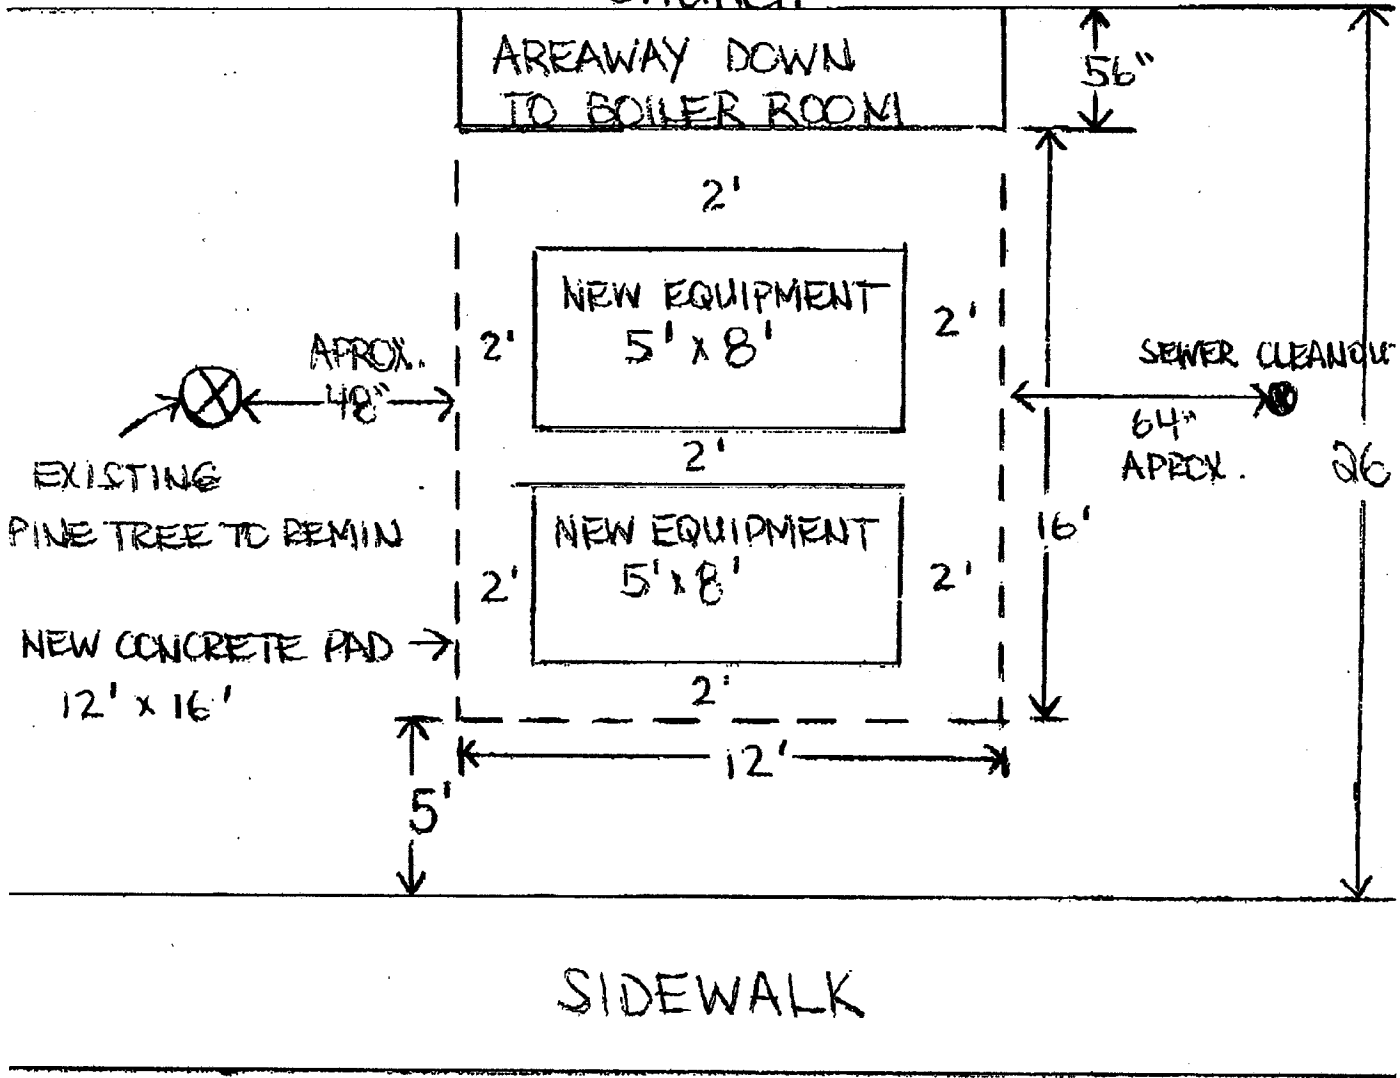 AREAWAY DOWN
TO BOILER ROOM
56"
2'
NEW EQUIPMENT
5' x 8'
2'
2'
APROX.
48"
SEWER CLEANOU
64"
APROX.
26
2'
EXISTING
PINE TREE TO REMIN
NEW EQUIPMENT
5' x 8'
16'
2'
2'
NEW CONCRETE PAD
12' x 16'
2'
12'
5'
SIDEWALK